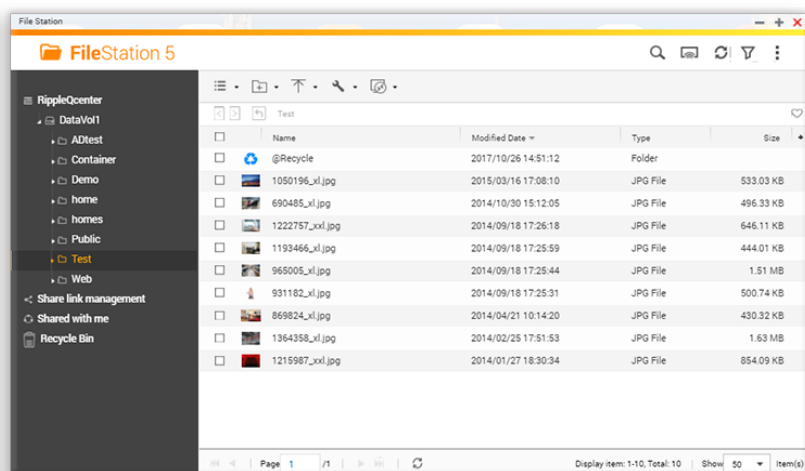 File Station
FileStation 5
RippleQcenter
DataVol1
ADtest
Container
Demo
home
homes
Public
Test
Web
Share link management
Shared with me
Recycle Bin
Test
Name Modified Date Type Size
@Recycle 2017/10/26 14:51:12 Folder
1050196_xl.jpg 2015/03/16 17:08:10 JPG File 533.03 KB
690485_xl.jpg 2014/10/30 15:12:05 JPG File 496.33 KB
1222757_xxl.jpg 2014/09/18 17:26:18 JPG File 646.11 KB
1193466_xl.jpg 2014/09/18 17:25:59 JPG File 444.01 KB
965005_xl.jpg 2014/09/18 17:25:44 JPG File 1.51 MB
931182_xl.jpg 2014/09/18 17:25:31 JPG File 500.74 KB
869824_xl.jpg 2014/04/21 10:14:20 JPG File 430.32 KB
1364358_xl.jpg 2014/02/25 17:51:53 JPG File 1.63 MB
1215987_xxl.jpg 2014/01/27 18:30:34 JPG File 854.09 KB
Page 1 /1 Display item: 1-10, Total: 10 Show 50 Item(s)